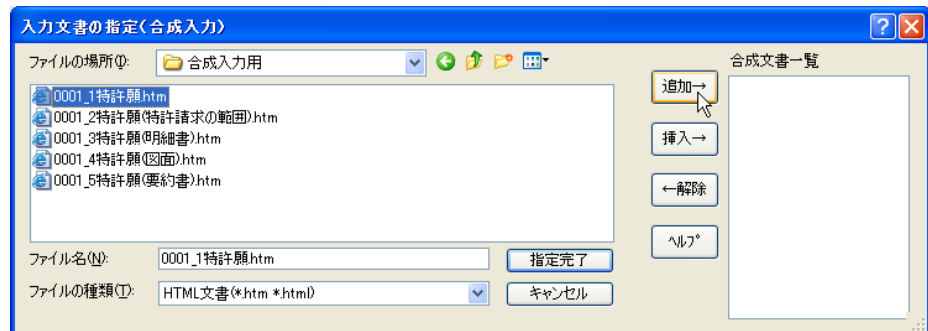 入力文書の指定(合成入力)
ファイルの場所(I):
合成入力用
合成文書一覧
0001_1特許願.htm
0001_2特許願(特許請求の範囲).htm
0001_3特許願(明細書).htm
0001_4特許願(図面).htm
0001_5特許願(要約書).htm
追加→
挿入→
←解除
ヘルプ
ファイル名(N):
0001_1特許願.htm
指定完了
ファイルの種類(T):
HTML文書(*.htm *.html)
キャンセル